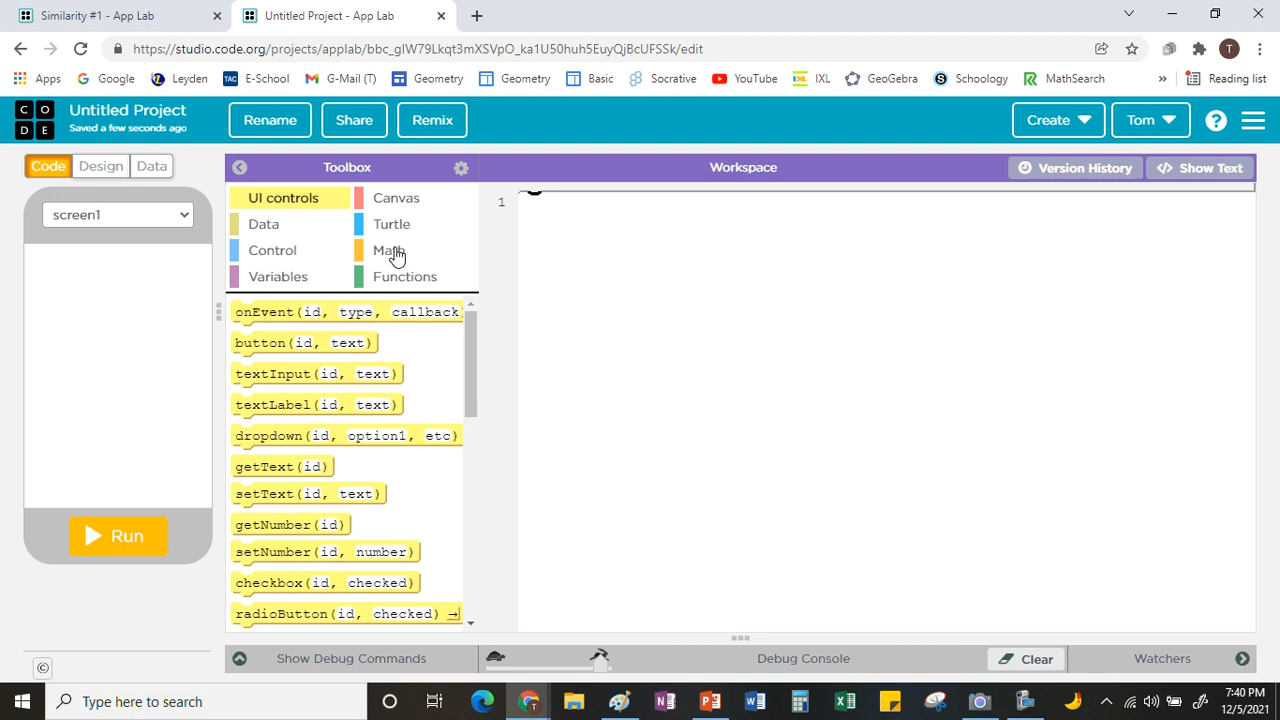 Similarity #1 - App Lab
Untitled Project - App Lab
https://studio.code.org/projects/applab/bbc_gIW79Lkqt3mXSVpO_ka1U50huh5EuyQjBcUFSSk/edit
T
Apps Google Leyden TAC E-School G-Mail (T) Geometry Geometry Basic Socrative YouTube IXL GeoGebra Schoology MathSearch » Reading list
C O
D E
Untitled Project
Saved a few seconds ago
Rename Share Remix Create Tom ?
Code Design Data Toolbox Workspace Version History </> Show Text
screen1
UI controls Canvas
Data Turtle
Control Math
Variables Functions
1
onEvent(id, type, callback
button(id, text)
textInput(id, text)
textLabel(id, text)
dropdown(id, option1, etc)
getText(id)
setText(id, text)
getNumber(id)
setNumber(id, number)
checkbox(id, checked)
radioButton(id, checked)
Run
©
Show Debug Commands Debug Console Clear Watchers
Type here to search
7:40 PM
12/5/2021